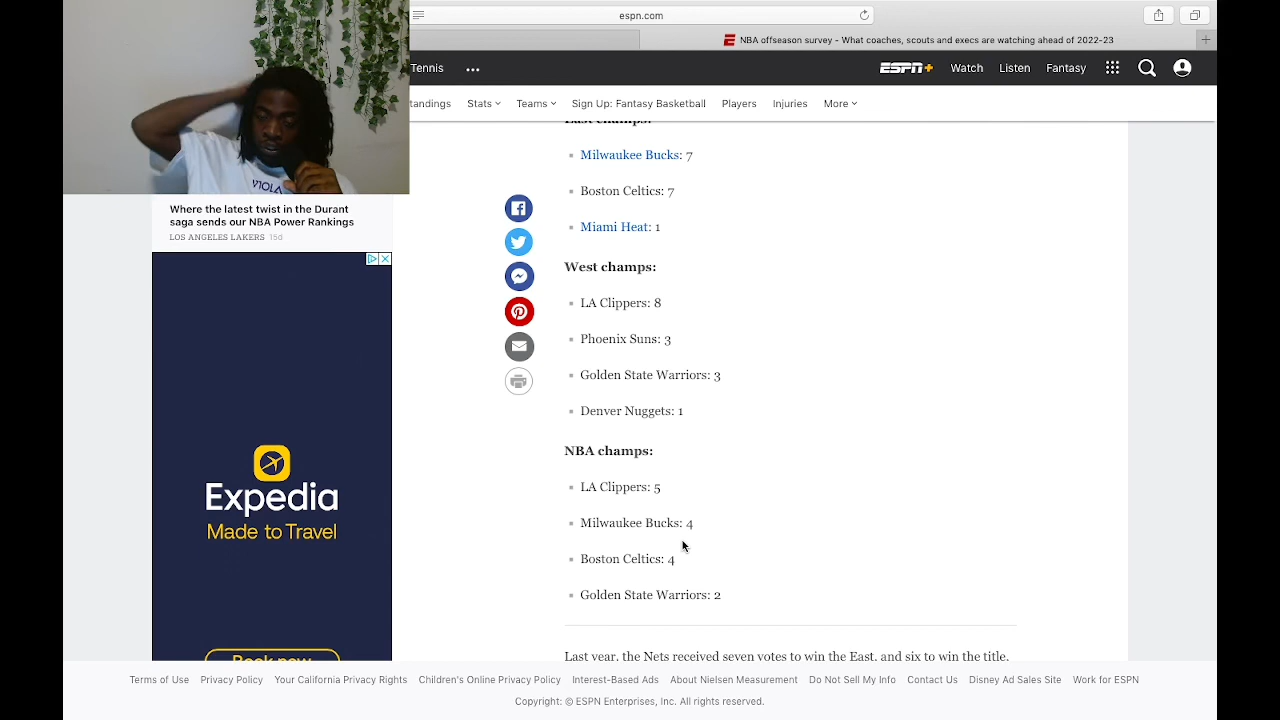 espn.com
NBA offseason survey - What coaches, scouts and execs are watching ahead of 2022-23
Tennis
...
ESPN+
Watch
Listen
Fantasy
tandings
Stats
Teams
Sign Up: Fantasy Basketball
Players
Injuries
More
VIOLA
East champs:
Milwaukee Bucks: 7
Boston Celtics: 7
Miami Heat: 1
West champs:
LA Clippers: 8
Phoenix Suns: 3
Golden State Warriors: 3
Denver Nuggets: 1
NBA champs:
LA Clippers: 5
Milwaukee Bucks: 4
Boston Celtics: 4
Golden State Warriors: 2
Last year, the Nets received seven votes to win the East, and six to win the title,
Where the latest twist in the Durant
saga sends our NBA Power Rankings
LOS ANGELES LAKERS 15d
Expedia
Made to Travel
Book now
Terms of Use
Privacy Policy
Your California Privacy Rights
Children's Online Privacy Policy
Interest-Based Ads
About Nielsen Measurement
Do Not Sell My Info
Contact Us
Disney Ad Sales Site
Work for ESPN
Copyright: © ESPN Enterprises, Inc. All rights reserved.